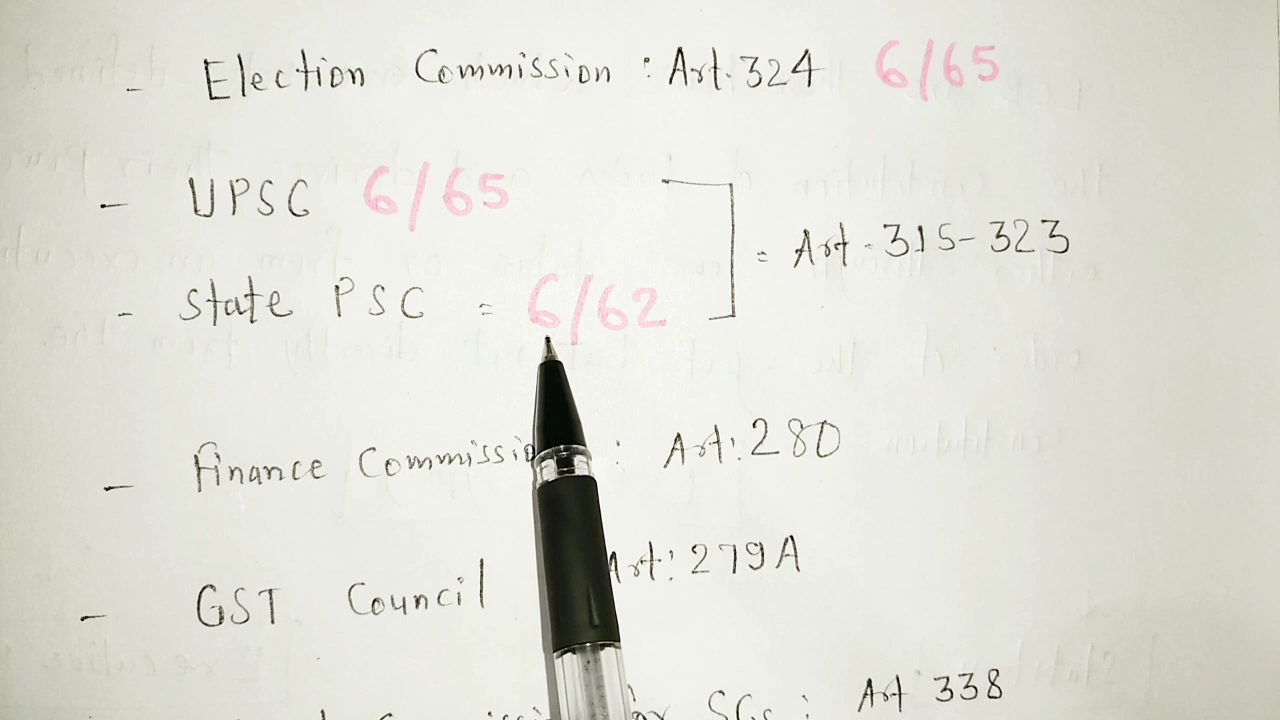 - Election Commission : Art. 324 6/65
- UPSC 6/65
= Art. 315-323
- State PSC = 6/62
- Finance Commission : Art: 280
- GST Council Art: 279A
SCs : Art 338